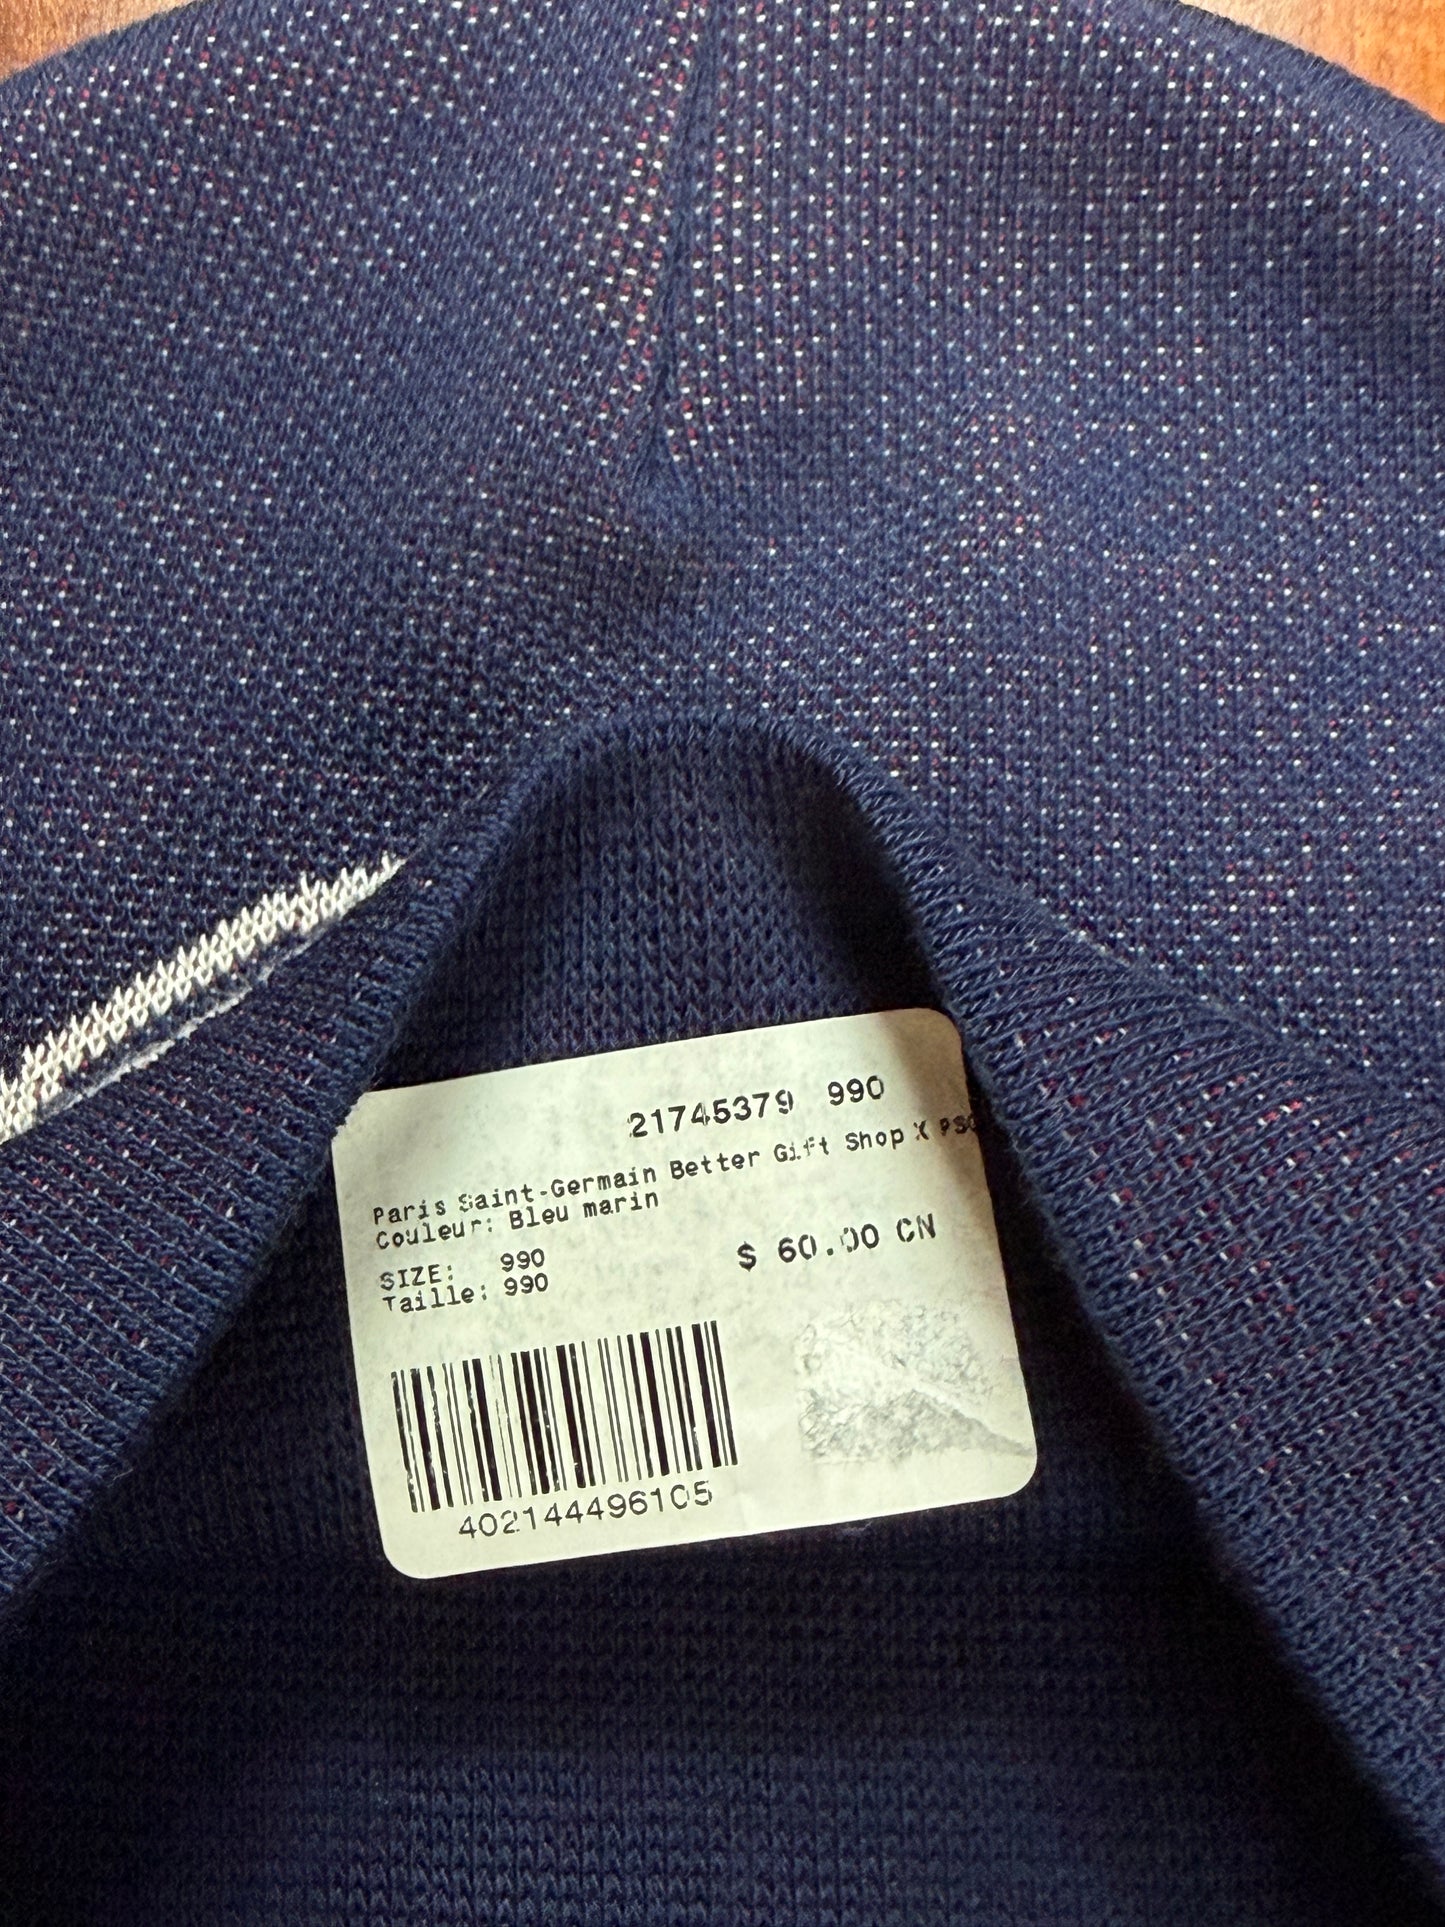 21745379 990
Paris Saint-Germain Better Gift Shop X PSG
Couleur: Bleu marin
SIZE: 990
Taille: 990
$ 60.00 CN
402144496105